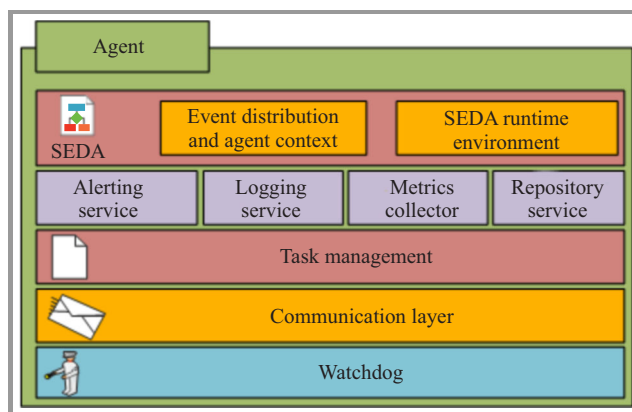 Agent
SEDA
Event distribution
and agent context
SEDA runtime
environment
Alerting
service
Logging
service
Metrics
collector
Repository
service
Task management
Communication layer
Watchdog